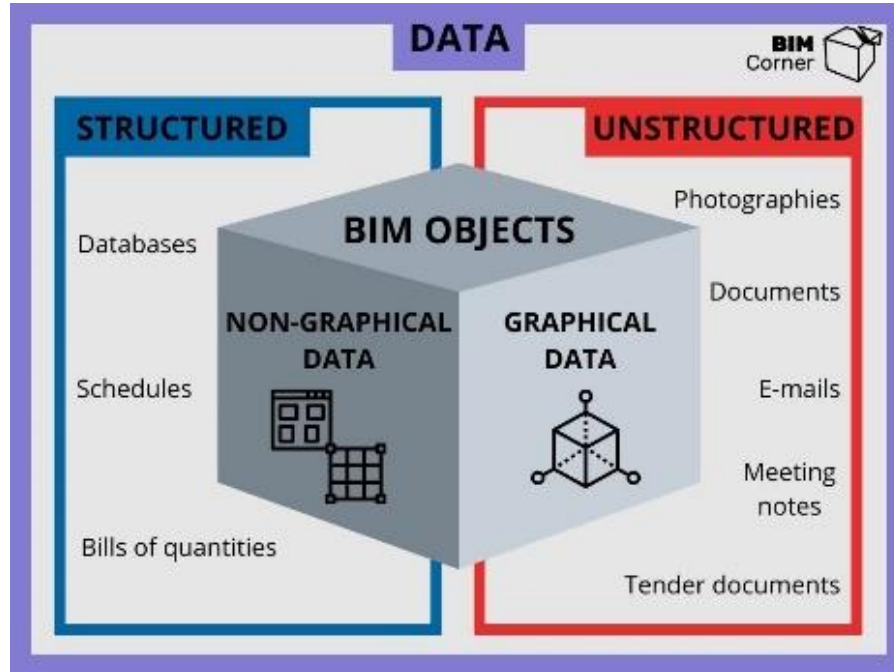 DATA
BIM
Corner
STRUCTURED
UNSTRUCTURED
BIM OBJECTS
NON-GRAPHICAL
DATA
GRAPHICAL
DATA
Databases
Schedules
Bills of quantities
Photographies
Documents
E-mails
Meeting
notes
Tender documents